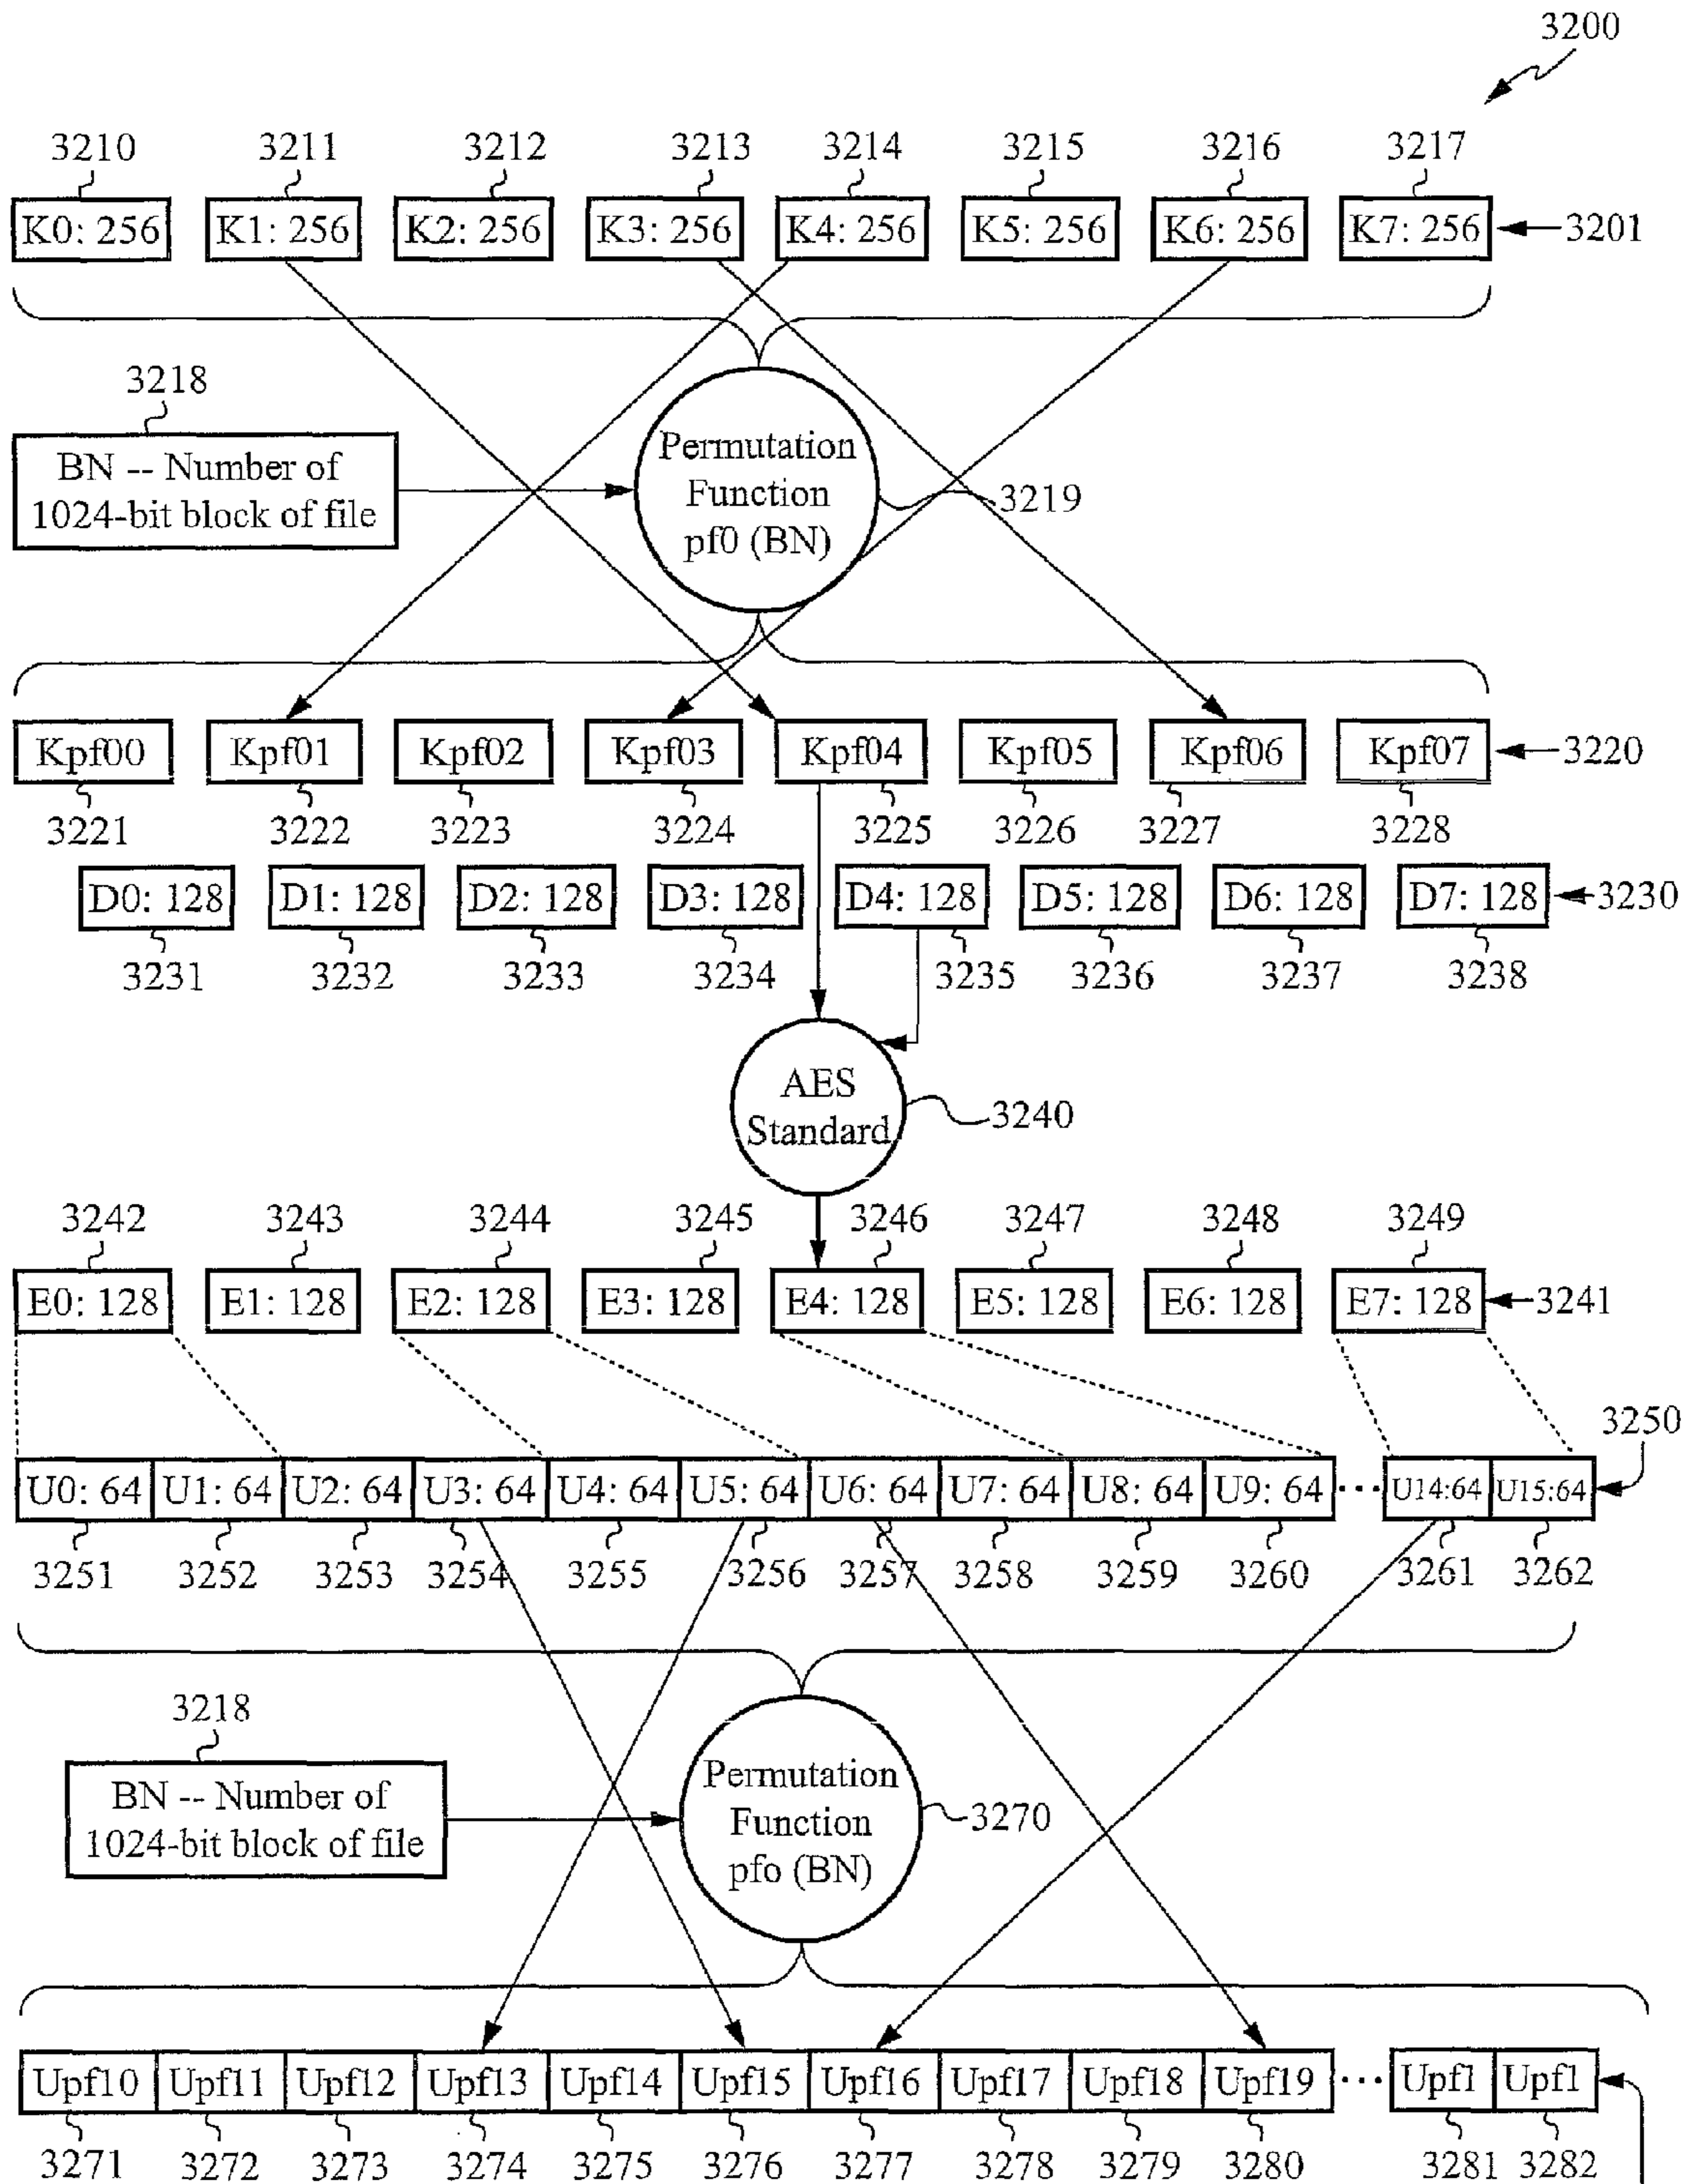 3200
3210 3211 3212 3213 3214 3215 3216 3217
K0: 256 K1: 256 K2: 256 K3: 256 K4: 256 K5: 256 K6: 256 K7: 256 3201
3218
BN -- Number of
1024-bit block of file
Permutation
Function
pf0 (BN)
3219
Kpf00 Kpf01 Kpf02 Kpf03 Kpf04 Kpf05 Kpf06 Kpf07 3220
3221 3222 3223 3224 3225 3226 3227 3228
D0: 128 D1: 128 D2: 128 D3: 128 D4: 128 D5: 128 D6: 128 D7: 128 3230
3231 3232 3233 3234 3235 3236 3237 3238
AES
Standard
3240
3242 3243 3244 3245 3246 3247 3248 3249
E0: 128 E1: 128 E2: 128 E3: 128 E4: 128 E5: 128 E6: 128 E7: 128 3241
3250
U0: 64 U1: 64 U2: 64 U3: 64 U4: 64 U5: 64 U6: 64 U7: 64 U8: 64 U9: 64 ··· U14:64 U15:64
3251 3252 3253 3254 3255 3256 3257 3258 3259 3260 3261 3262
3218
BN -- Number of
1024-bit block of file
Permutation
Function
pfo (BN)
3270
Upf10 Upf11 Upf12 Upf13 Upf14 Upf15 Upf16 Upf17 Upf18 Upf19 ··· Upf1 Upf1
3271 3272 3273 3274 3275 3276 3277 3278 3279 3280 3281 3282